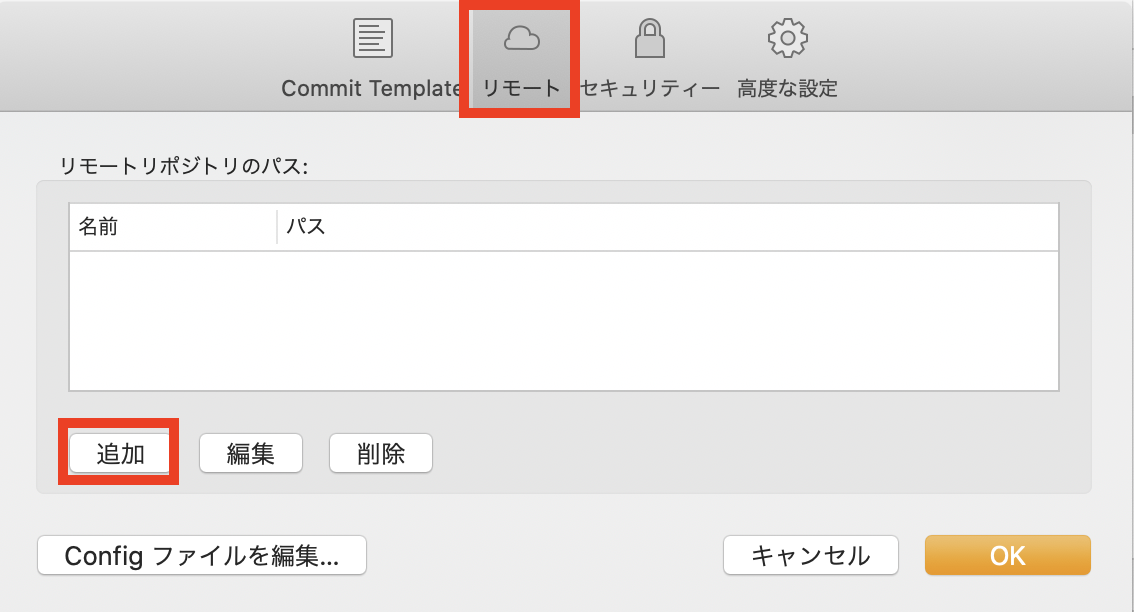 Commit Template リモート セキュリティー 高度な設定
リモートリポジトリのパス:
名前 パス
追加 編集 削除
Config ファイルを編集... キャンセル OK